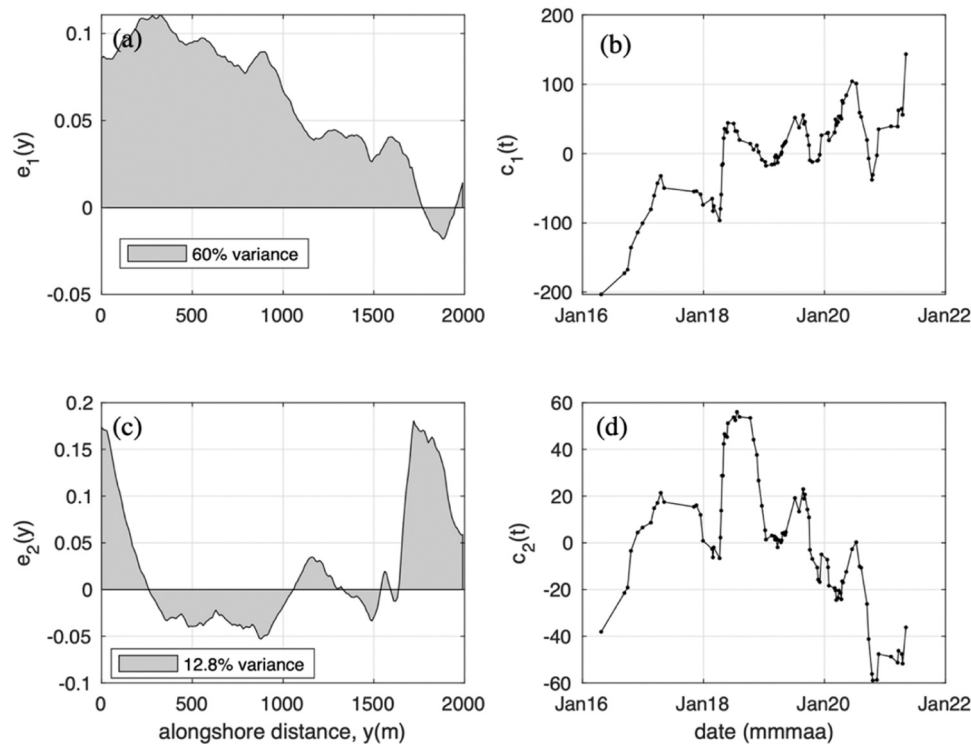 (a)
0.1
0.05
0
-0.05
e1(y)
60% variance
0 500 1000 1500 2000
(b)
200
100
0
-100
-200
c1(t)
Jan16 Jan18 Jan20 Jan22
(c)
0.2
0.15
0.1
0.05
0
-0.05
-0.1
e2(y)
12.8% variance
0 500 1000 1500 2000
alongshore distance, y(m)
(d)
60
40
20
0
-20
-40
-60
c2(t)
Jan16 Jan18 Jan20 Jan22
date (mmmaa)